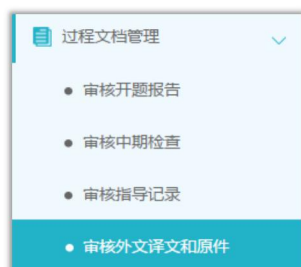 过程文档管理
审核开题报告
审核中期检查
审核指导记录
审核外文译文和原件